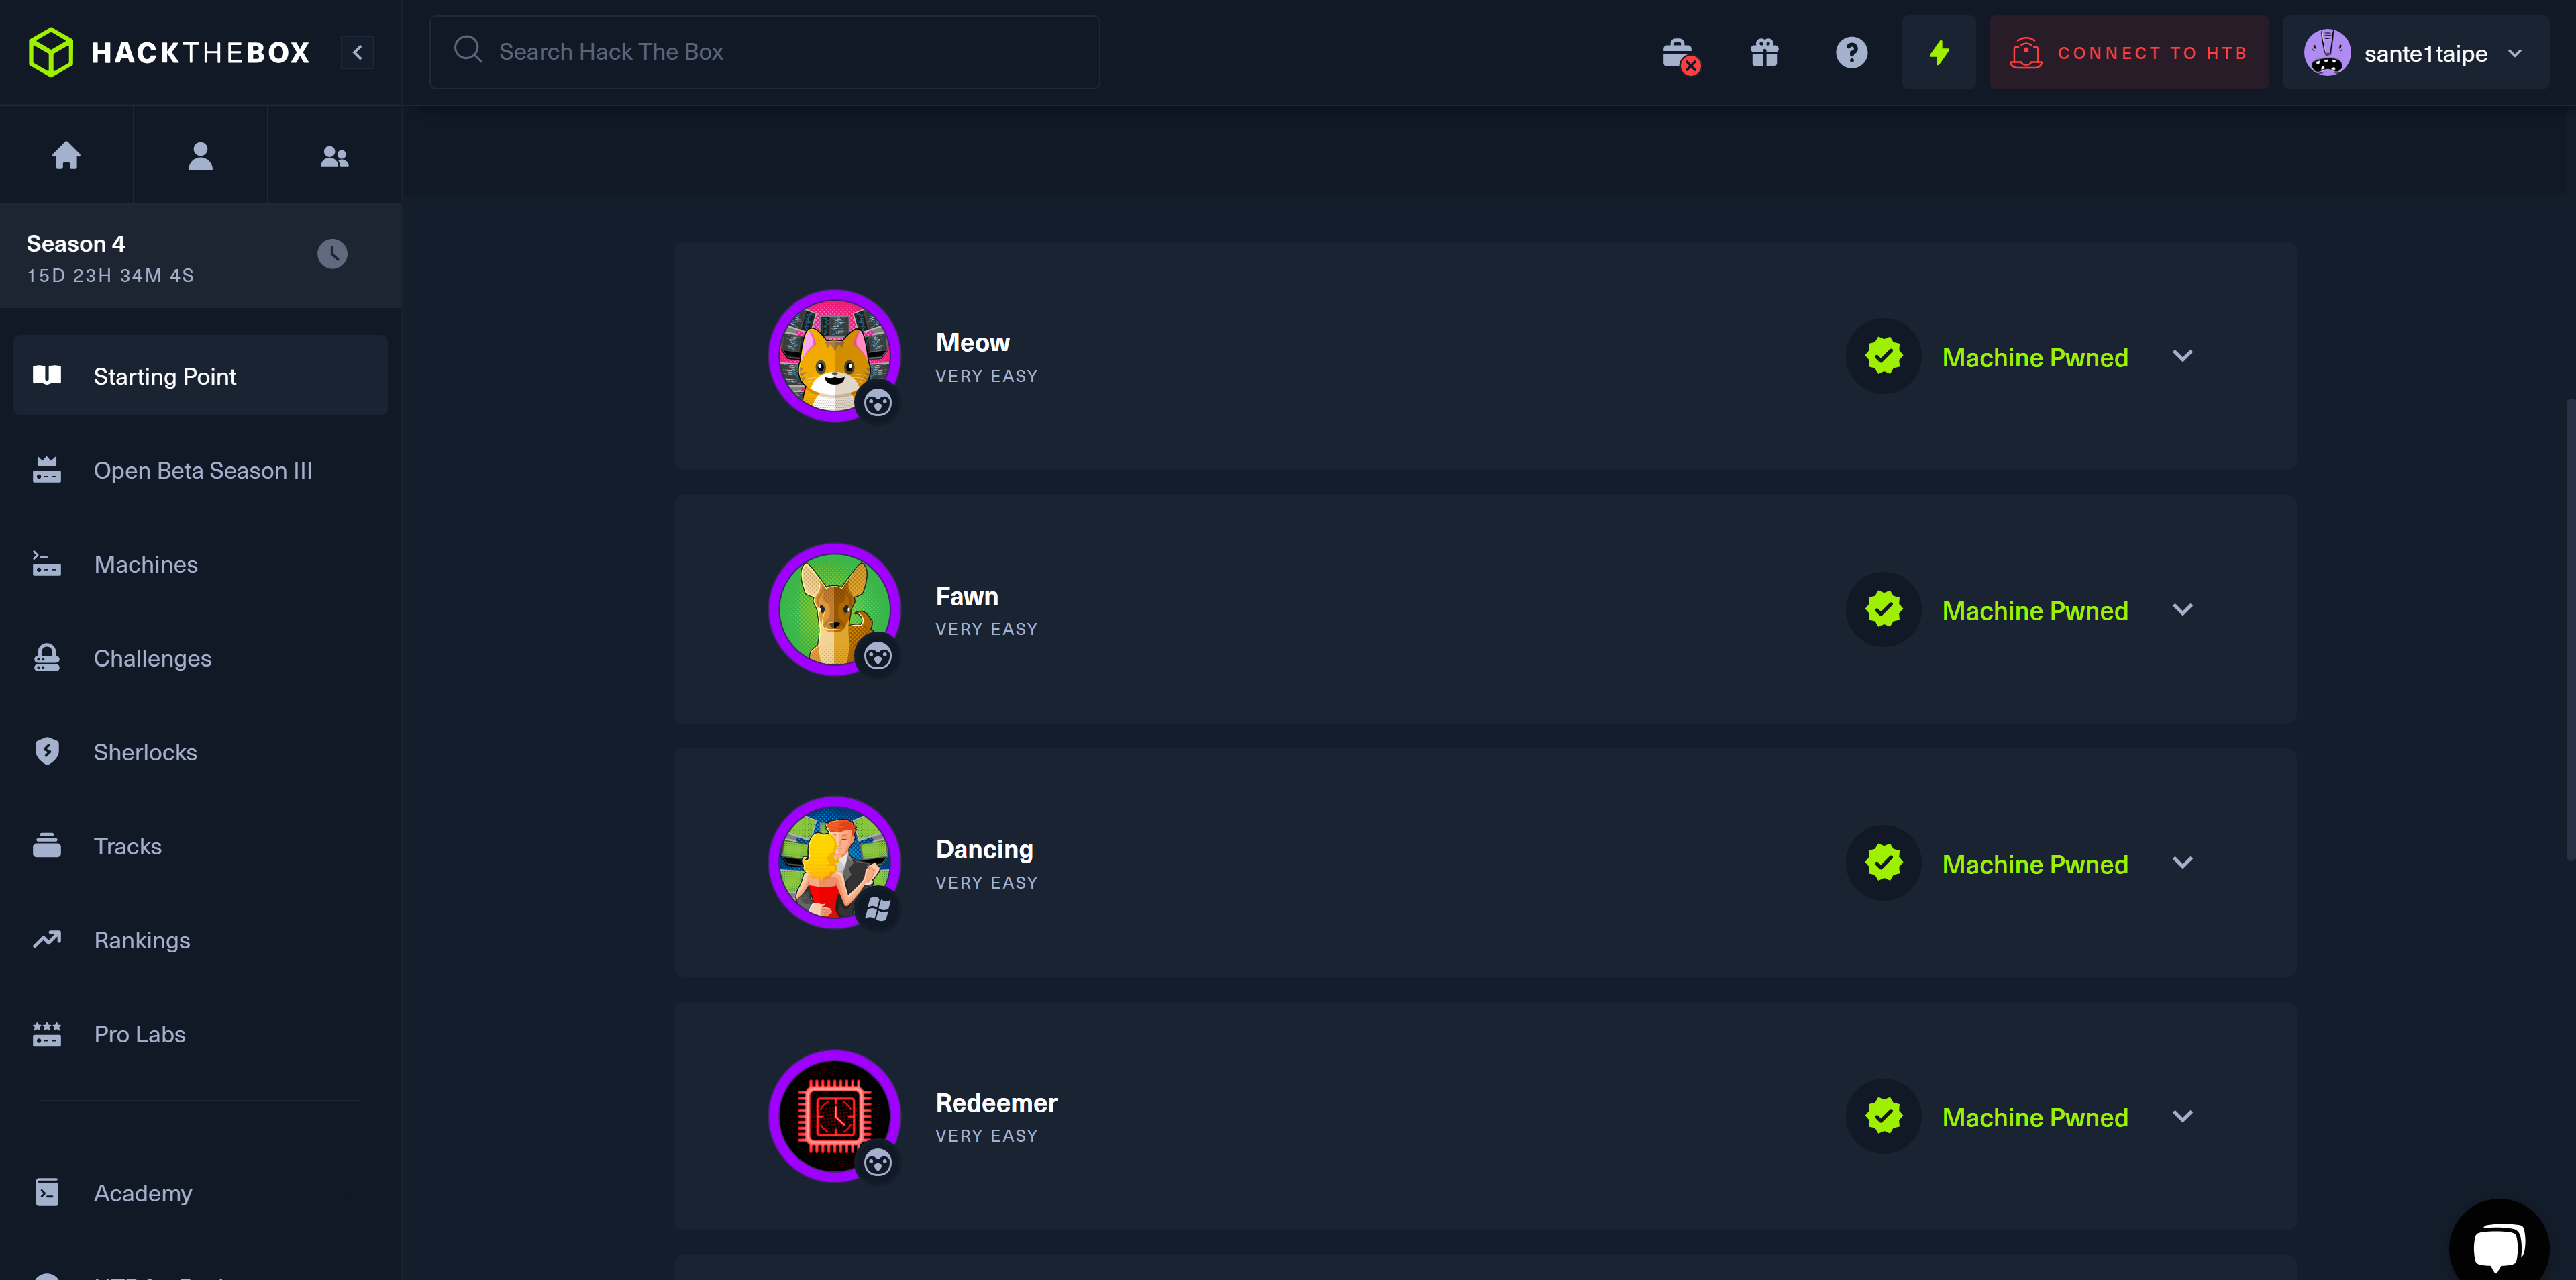 HACKTHEBOX
Search Hack The Box
CONNECT TO HTB
sante1taipe
Season 4
15D 23H 34M 4S
Starting Point
Open Beta Season III
Machines
Challenges
Sherlocks
Tracks
Rankings
Pro Labs
Academy
Meow
VERY EASY
Machine Pwned
Fawn
VERY EASY
Machine Pwned
Dancing
VERY EASY
Machine Pwned
Redeemer
VERY EASY
Machine Pwned